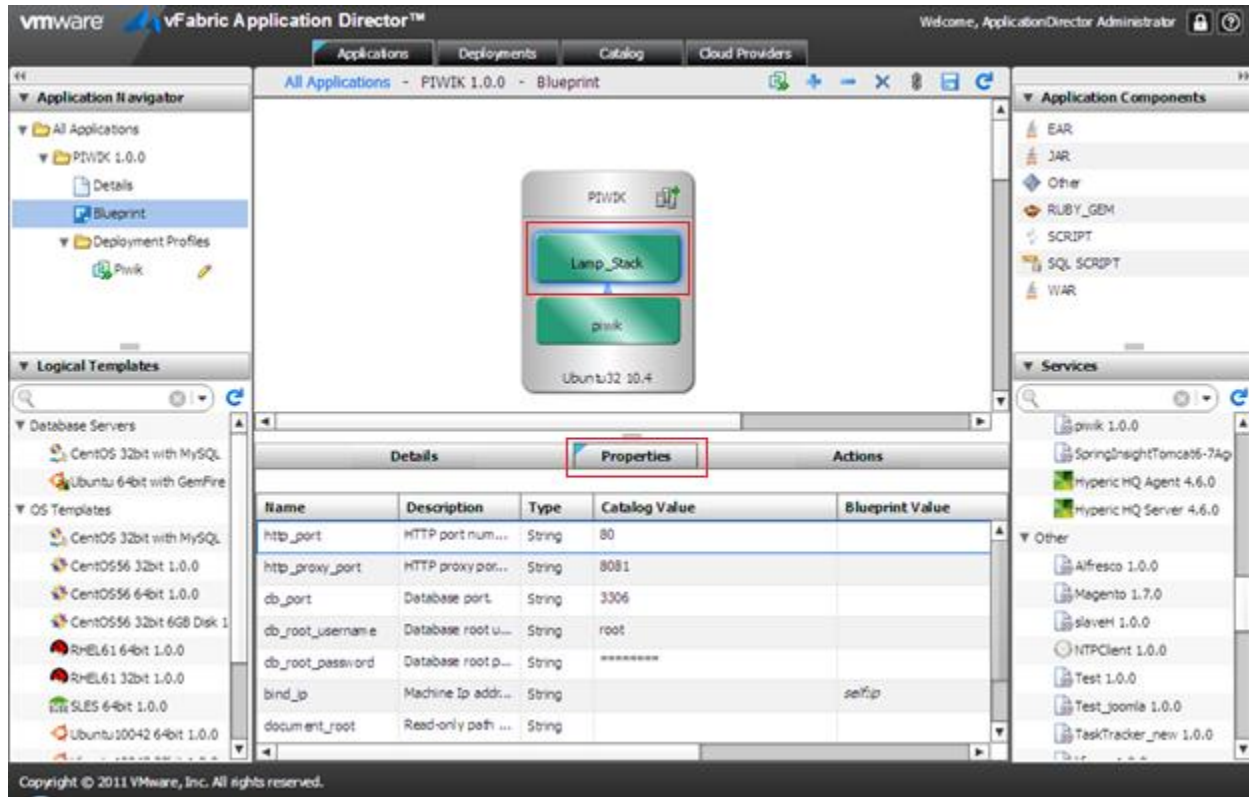 vmware vFabric Application Director™
Welcome, ApplicationDirector Administrator
Applications Deployments Catalog Cloud Providers
Application Navigator
All Applications
PIWIK 1.0.0
Details
Blueprint
Deployment Profiles
Piwik
Logical Templates
Database Servers
CentOS 32bit with MySQL
Ubuntu 64bit with GemFire
OS Templates
CentOS 32bit with MySQL
CentOS56 32bit 1.0.0
CentOS56 64bit 1.0.0
CentOS56 32bit 6GB Disk 1
RHEL61 64bit 1.0.0
RHEL61 32bit 1.0.0
SLES 64bit 1.0.0
Ubuntu10042 64bit 1.0.0
All Applications - PIWIK 1.0.0 - Blueprint
PIWIK
Lamp_Stack
piwik
Ubuntu32 10.4
Details Properties Actions
Name Description Type Catalog Value Blueprint Value
http_port HTTP port num... String 80
http_proxy_port HTTP proxy por... String 8081
db_port Database port. String 3306
db_root_username Database root u... String root
db_root_password Database root p... String ********
bind_ip Machine Ip addr... String self:ip
document_root Read-only path ... String
Application Components
EAR
JAR
Other
RUBY_GEM
SCRIPT
SQL SCRIPT
WAR
Services
piwik 1.0.0
SpringInsightTomcat6-7Ag
Hyperic HQ Agent 4.6.0
Hyperic HQ Server 4.6.0
Other
Alfresco 1.0.0
Magento 1.7.0
slaveH 1.0.0
NTPClient 1.0.0
Test 1.0.0
Test_joomla 1.0.0
TaskTracker_new 1.0.0
Copyright © 2011 VMware, Inc. All rights reserved.